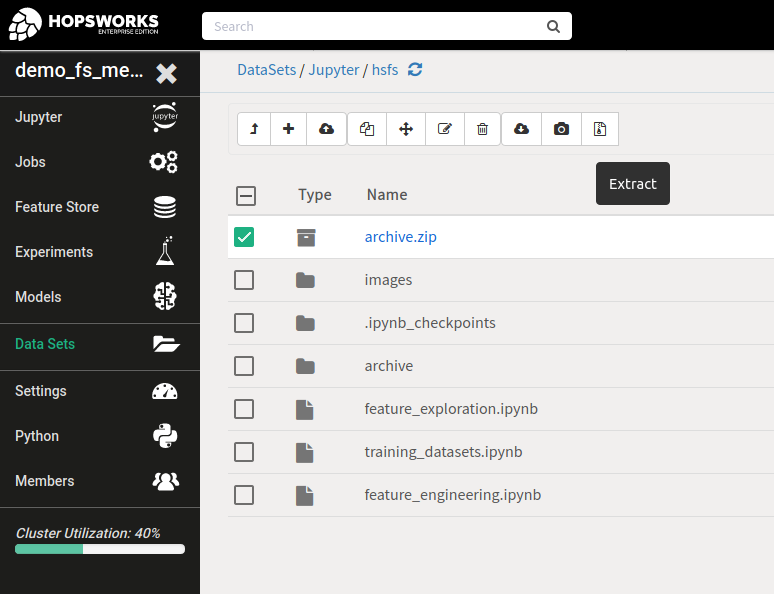 HOPSWORKS
ENTERPRISE EDITION
Search
demo_fs_me...
DataSets / Jupyter / hsfs
Jupyter
jupyter
Jobs
Feature Store
Experiments
Models
Data Sets
Settings
Python
Members
Cluster Utilization: 40%
Extract
Type Name
archive.zip
images
.ipynb_checkpoints
archive
feature_exploration.ipynb
training_datasets.ipynb
feature_engineering.ipynb